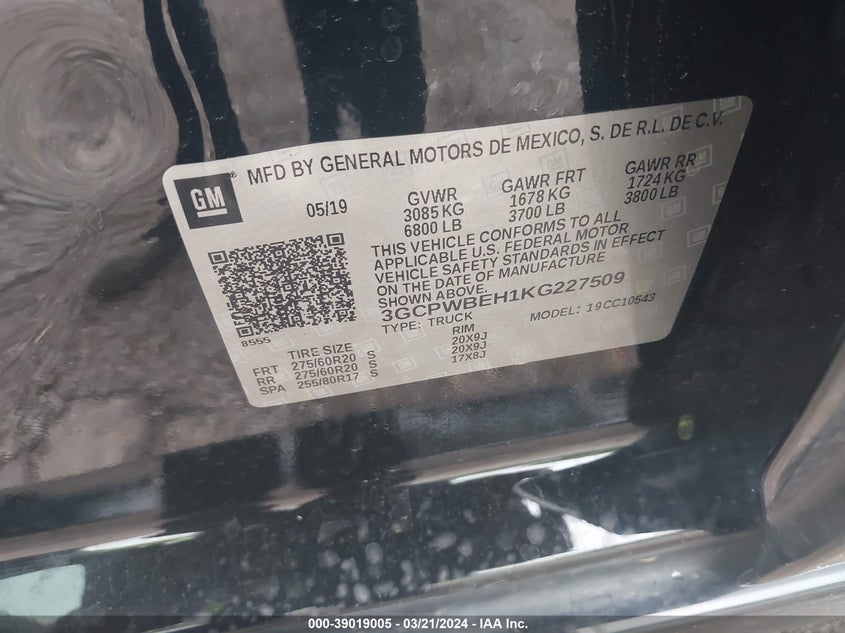 MFD BY GENERAL MOTORS DE MEXICO, S. DE R.L. DE C.V.
GM
05/19
GVWR
3085 KG
6800 LB
GAWR FRT
1678 KG
3700 LB
GAWR RR
1724 KG
3800 LB
THIS VEHICLE CONFORMS TO ALL
APPLICABLE U.S. FEDERAL MOTOR
VEHICLE SAFETY STANDARDS IN EFFECT
ON THE DATE OF MANUFACTURE
SHOWN ABOVE.
3GCPWBEH1KG227509
TYPE: TRUCK MODEL: 19CC10543
8555
TIRE SIZE RIM
FRT 275/60R20 S 20X9J
RR 275/60R20 S 20X9J
SPA 255/80R17 S 17X8J
000-39019005 - 03/21/2024 - IAA Inc.